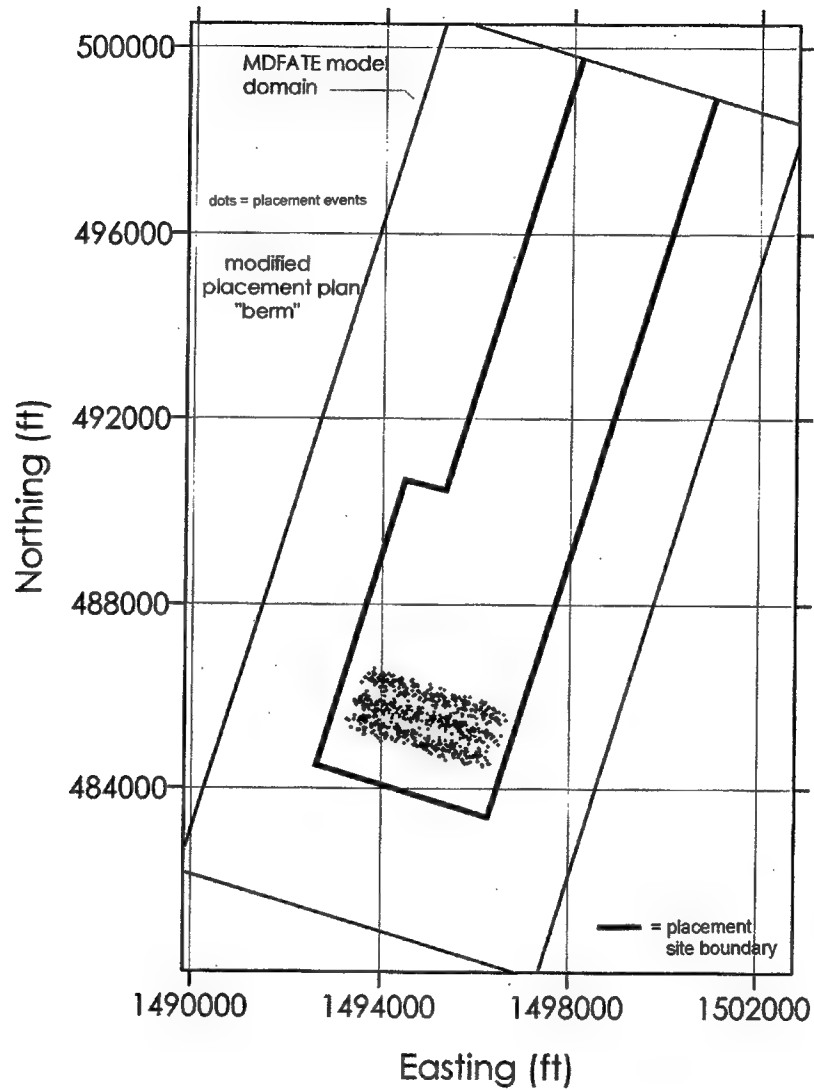 500000
MDFATE model
domain
dots = placement events
496000
modified
placement plan
"berm"
492000
Northing (ft)
488000
484000
= placement
site boundary
1490000 1494000 1498000 1502000
Easting (ft)